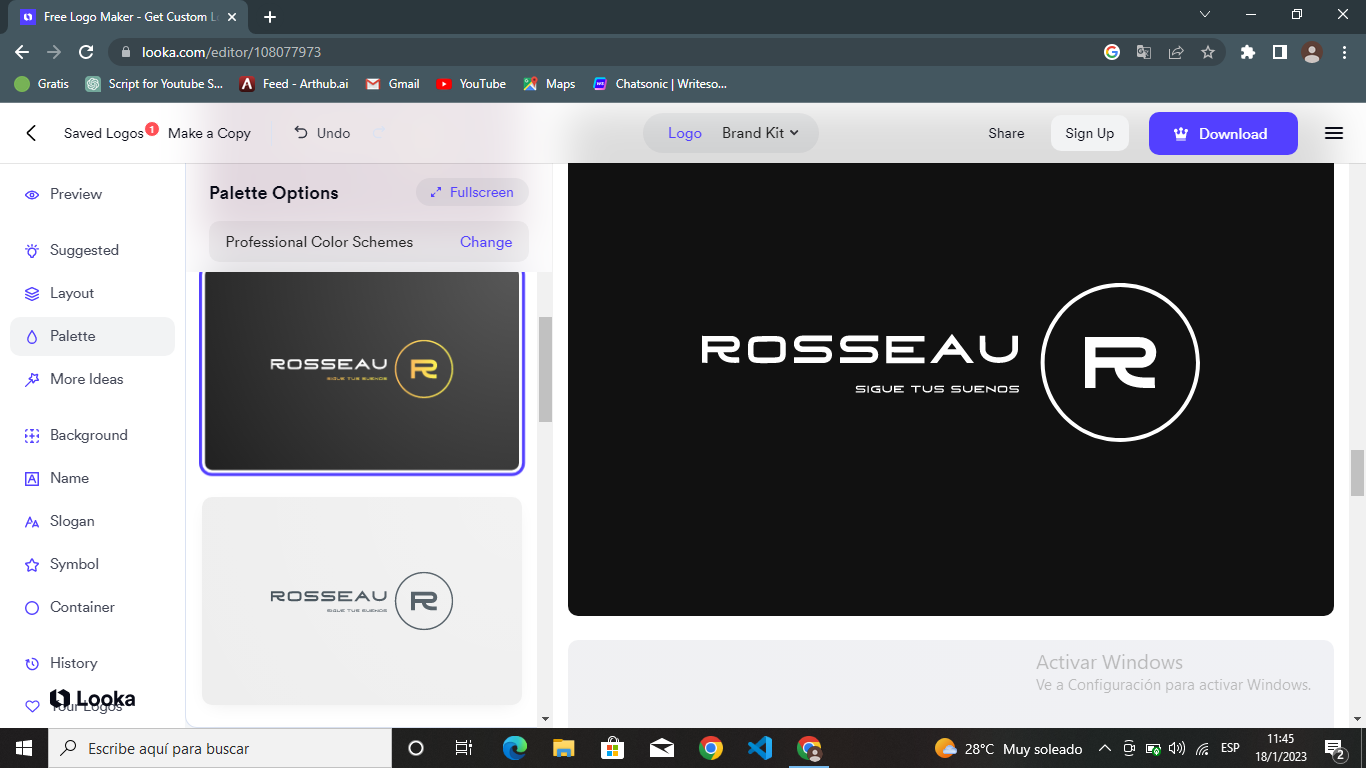 Free Logo Maker - Get Custom L
looka.com/editor/108077973
Gratis
Script for Youtube S...
Feed - Arthub.ai
Gmail
YouTube
Maps
Chatsonic | Writeso...
Saved Logos 1
Make a Copy
Undo
Logo
Brand Kit
Share
Sign Up
Download
Preview
Suggested
Layout
Palette
More Ideas
Background
Name
Slogan
Symbol
Container
History
Your Logos
Looka
Palette Options
Fullscreen
Professional Color Schemes
Change
ROSSEAU
SIGUE TUS SUENOS
R
ROSSEAU
SIGUE TUS SUENOS
R
ROSSEAU
SIGUE TUS SUENOS
R
Activar Windows
Ve a Configuración para activar Windows.
Escribe aquí para buscar
28°C Muy soleado
ESP
11:45
18/1/2023
2